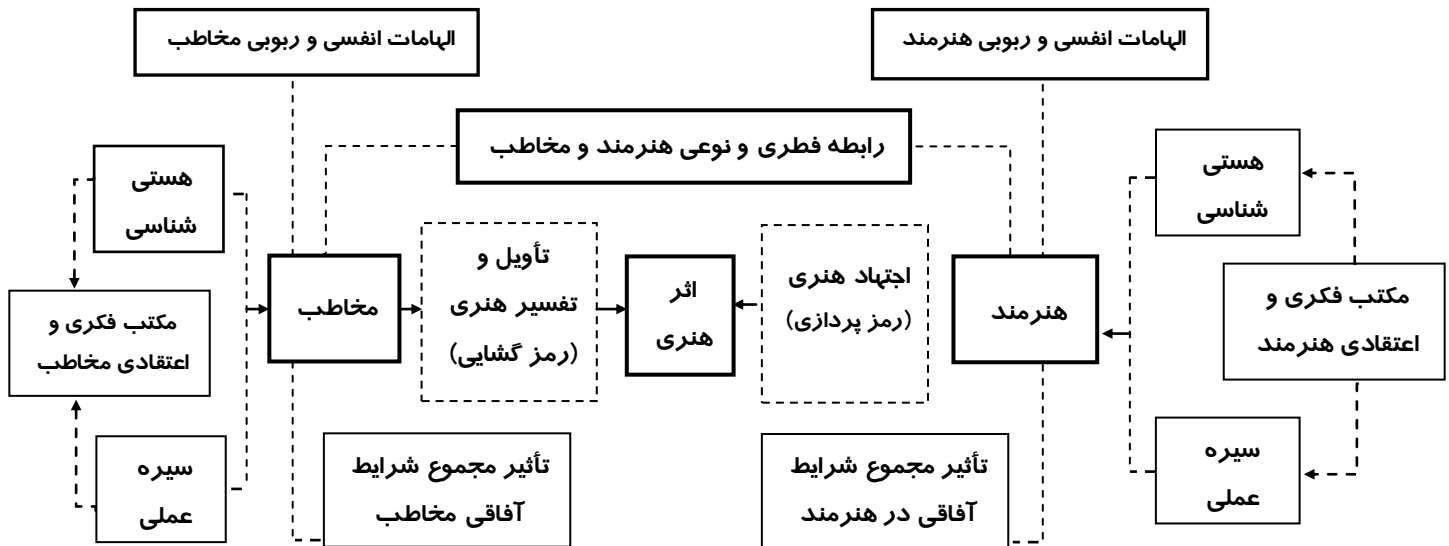 الهامات انفسی و ربوبی هنرمند
الهامات انفسی و ربوبی مخاطب
رابطه فطری و نوعی هنرمند و مخاطب
هستی
شناسی
مکتب فکری و
اعتقادی هنرمند
سیره
عملی
هنرمند
اجتهاد هنری
(رمز پردازی)
اثر
هنری
تأویل و
تفسیر هنری
(رمز گشایی)
مخاطب
هستی
شناسی
مکتب فکری و
اعتقادی مخاطب
سیره
عملی
تأثیر مجموع شرایط
آفاقی در هنرمند
تأثیر مجموع شرایط
آفاقی مخاطب